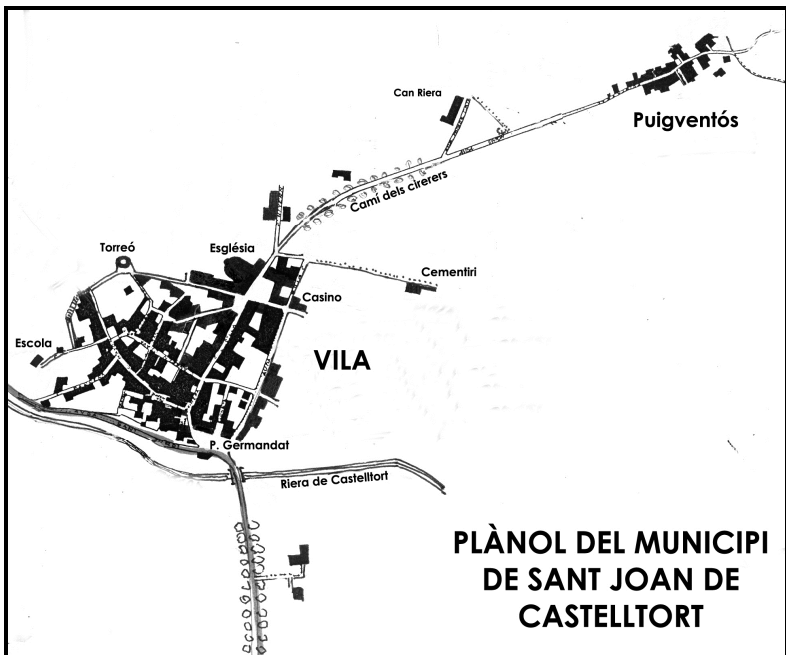 Can Riera
Puigventós
Camí dels cirerers
Torreó
Església
Cementiri
Casino
Escola
VILA
P. Germandat
Riera de Castelltort
PLÀNOL DEL MUNICIPI
DE SANT JOAN DE
CASTELLTORT